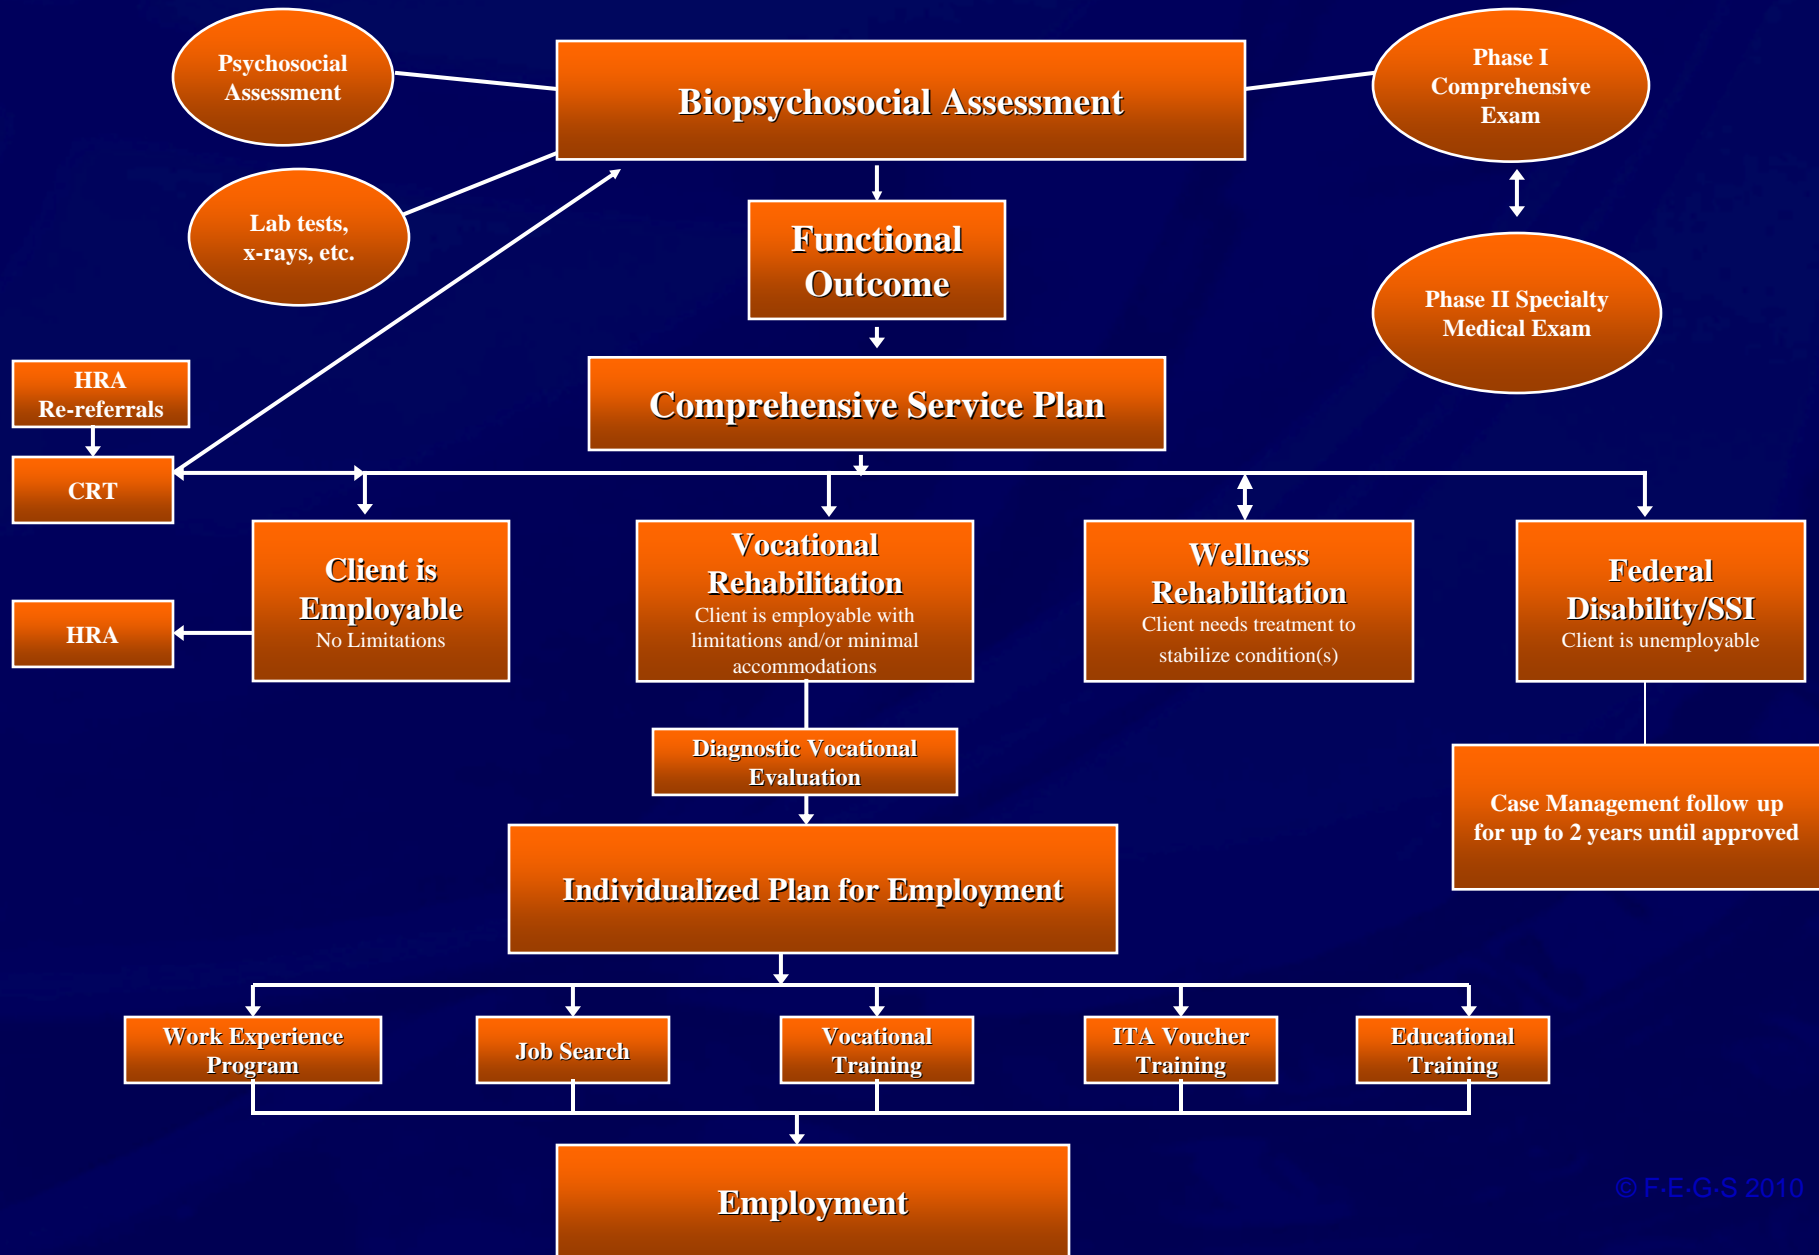 Psychosocial
Assessment
Biopsychosocial Assessment
Phase I
Comprehensive
Exam
Lab tests,
x-rays, etc.
Functional
Outcome
Phase II Specialty
Medical Exam
HRA
Re-referrals
Comprehensive Service Plan
CRT
Client is
Employable
No Limitations
Vocational
Rehabilitation
Client is employable with
limitations and/or minimal
accommodations
Wellness
Rehabilitation
Client needs treatment to
stabilize condition(s)
Federal
Disability/SSI
Client is unemployable
HRA
Diagnostic Vocational
Evaluation
Case Management follow up
for up to 2 years until approved
Individualized Plan for Employment
Work Experience
Program
Job Search
Vocational
Training
ITA Voucher
Training
Educational
Training
Employment
© F·E·G·S 2010